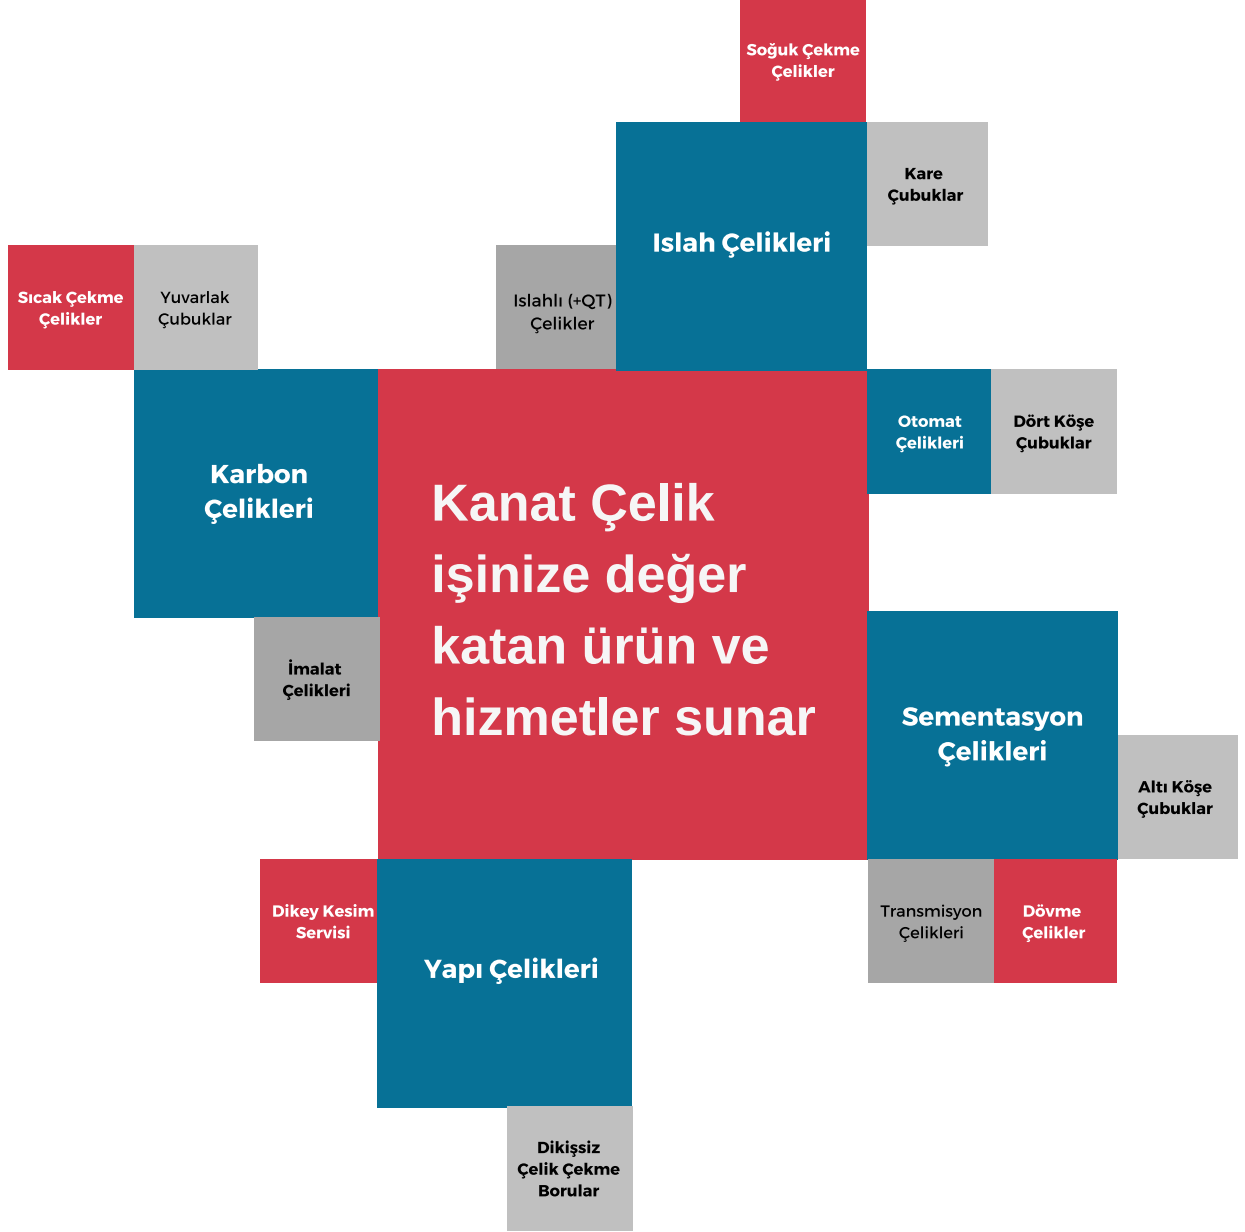 Soğuk Çekme
Çelikler
Kare
Çubuklar
Islah Çelikleri
Sıcak Çekme
Çelikler
Yuvarlak
Çubuklar
Islahlı (+QT)
Çelikler
Otomat
Çelikleri
Dört Köşe
Çubuklar
Karbon
Çelikleri
Kanat Çelik
işinize değer
katan ürün ve
hizmetler sunar
İmalat
Çelikleri
Sementasyon
Çelikleri
Altı Köşe
Çubuklar
Dikey Kesim
Servisi
Yapı Çelikleri
Transmisyon
Çelikleri
Dövme
Çelikler
Dikişsiz
Çelik Çekme
Borular